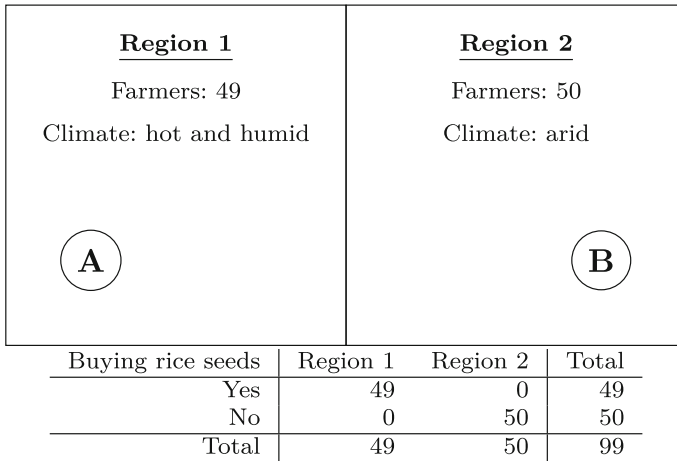 Region 1
Farmers: 49
Climate: hot and humid
A
Region 2
Farmers: 50
Climate: arid
B
Buying rice seeds Region 1 Region 2 Total
Yes 49 0 49
No 0 50 50
Total 49 50 99